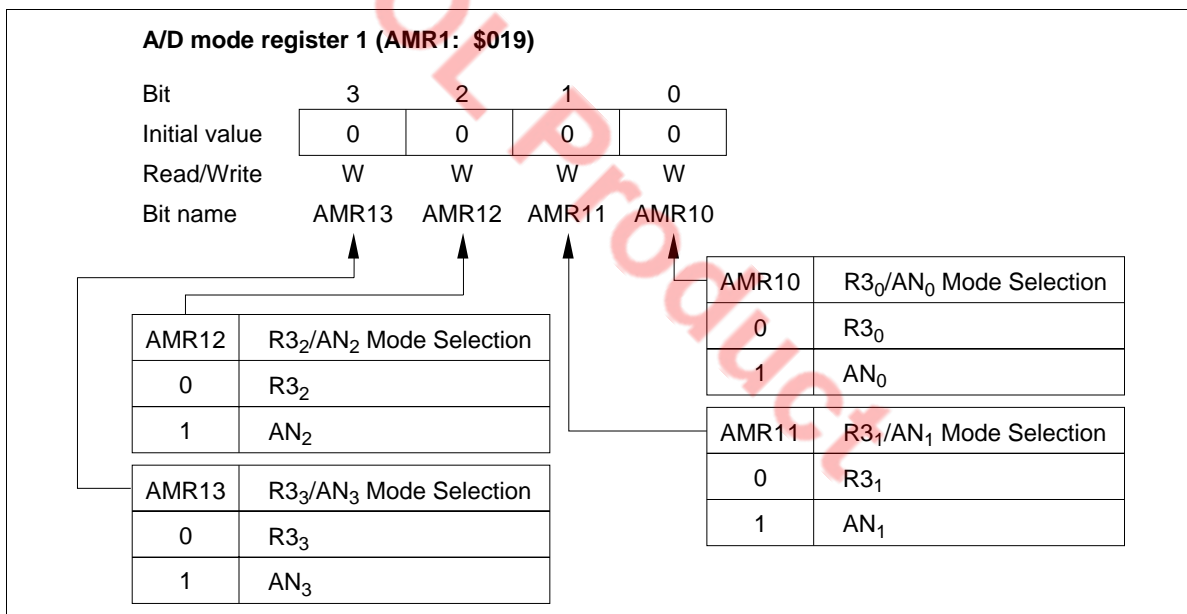 A/D mode register 1 (AMR1: $019)
Bit 3 2 1 0
Initial value 0 0 0 0
Read/Write W W W W
Bit name AMR13 AMR12 AMR11 AMR10
AMR12 R3₂/AN₂ Mode Selection
0 R3₂
1 AN₂
AMR13 R3₃/AN₃ Mode Selection
0 R3₃
1 AN₃
AMR10 R3₀/AN₀ Mode Selection
0 R3₀
1 AN₀
AMR11 R3₁/AN₁ Mode Selection
0 R3₁
1 AN₁
Product